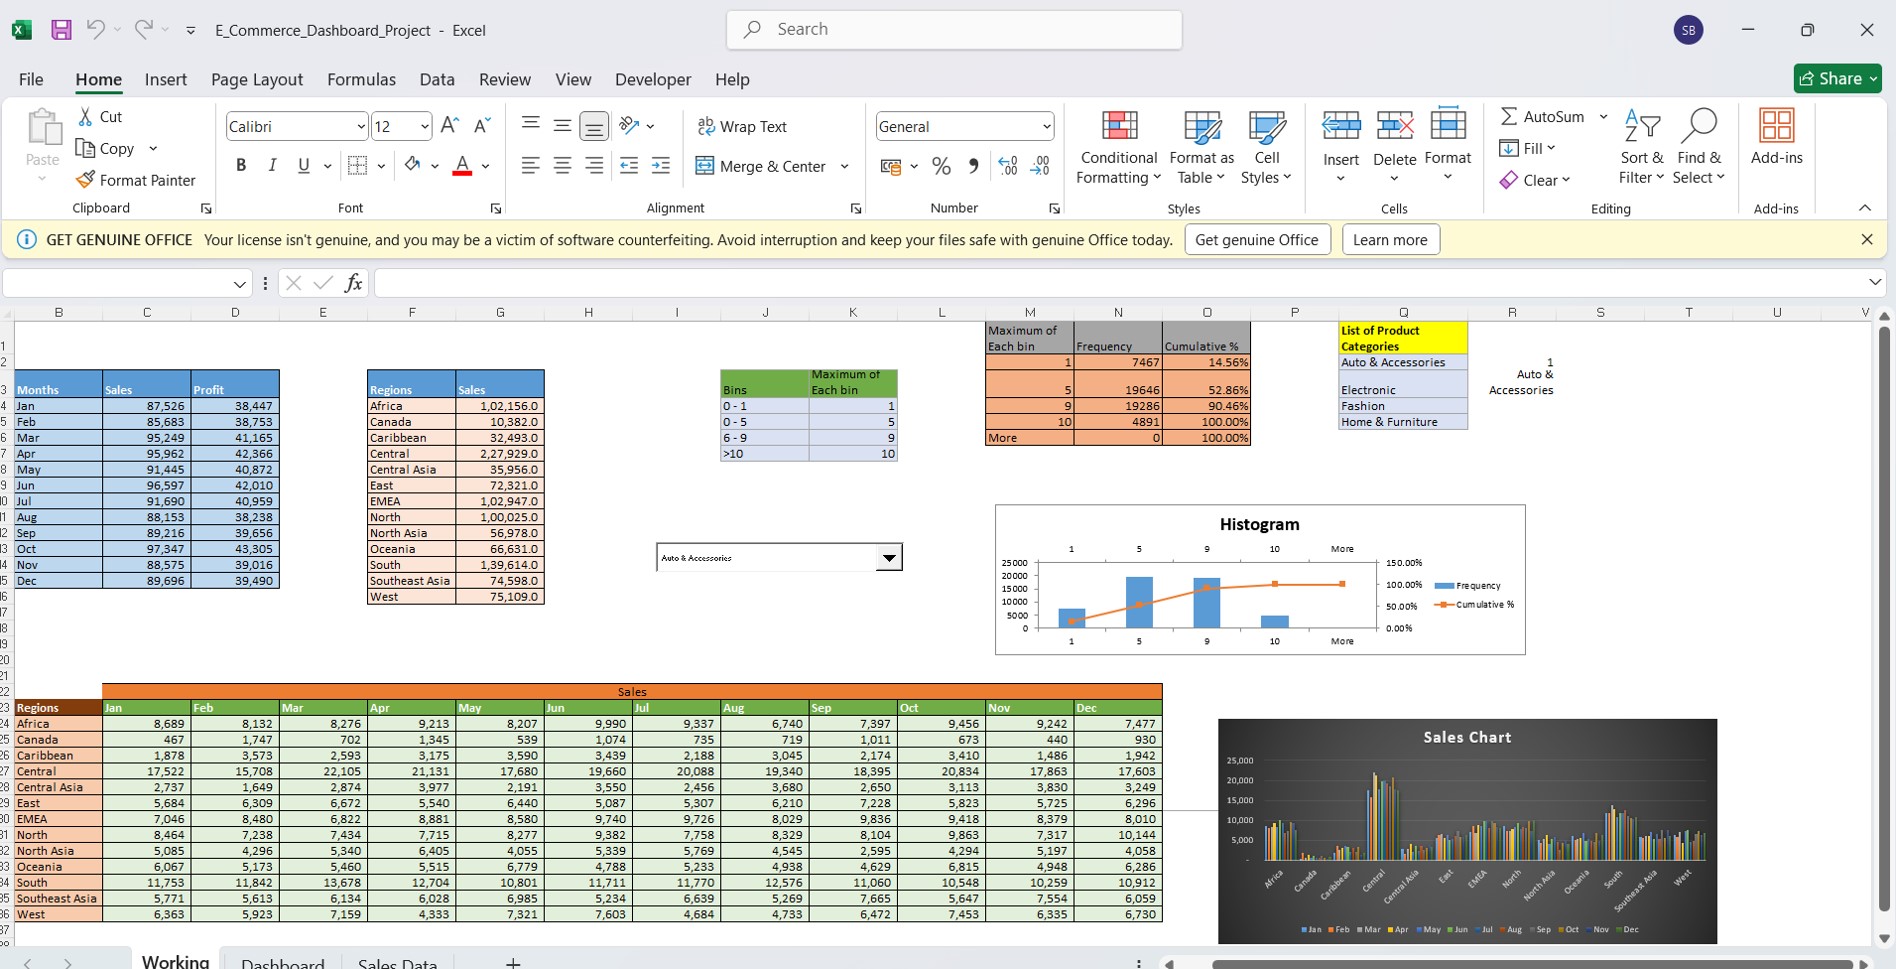 E_Commerce_Dashboard_Project - Excel
Search
SB
File Home Insert Page Layout Formulas Data Review View Developer Help
Share
Paste
Cut
Copy
Format Painter
Clipboard
Calibri 12
B I U
Font
Wrap Text
Merge & Center
Alignment
General
Number
Conditional Formatting
Format as Table
Cell Styles
Styles
Insert Delete Format
Cells
AutoSum
Fill
Clear
Sort & Filter
Find & Select
Editing
Add-ins
Add-ins
GET GENUINE OFFICE Your license isn't genuine, and you may be a victim of software counterfeiting. Avoid interruption and keep your files safe with genuine Office today. Get genuine Office Learn more
fx
B C D E F G H I J K L M N O P Q R S T U V
Months Sales Profit
Jan 87,526 38,447
Feb 85,683 38,753
Mar 95,249 41,165
Apr 95,962 42,366
May 91,445 40,872
Jun 96,597 42,010
Jul 91,690 40,959
Aug 88,153 38,238
Sep 89,216 39,656
Oct 97,347 43,305
Nov 88,575 39,016
Dec 89,696 39,490
Regions Sales
Africa 1,02,156.0
Canada 10,382.0
Caribbean 32,493.0
Central 2,27,929.0
Central Asia 35,956.0
East 72,321.0
EMEA 1,02,947.0
North 1,00,025.0
North Asia 56,978.0
Oceania 66,631.0
South 1,39,614.0
Southeast Asia 74,598.0
West 75,109.0
Bins Maximum of Each bin
0 - 1 1
0 - 5 5
6 - 9 9
>10 10
Maximum of Each bin Frequency Cumulative %
1 7467 14.56%
5 19646 52.86%
9 19286 90.46%
10 4891 100.00%
More 0 100.00%
List of Product Categories
Auto & Accessories
Electronic
Fashion
Home & Furniture
1
Auto & Accessories
Auto & Accessories
Histogram
1 5 9 10 More
25000
20000
15000
10000
5000
0
150.00%
100.00%
50.00%
0.00%
1 5 9 10 More
Frequency
Cumulative %
Sales
Regions Jan Feb Mar Apr May Jun Jul Aug Sep Oct Nov Dec
Africa 8,689 8,132 8,276 9,213 8,207 9,990 9,337 6,740 7,397 9,456 9,242 7,477
Canada 467 1,747 702 1,345 539 1,074 735 719 1,011 673 440 930
Caribbean 1,878 3,573 2,593 3,175 3,590 3,439 2,188 3,045 2,174 3,410 1,486 1,942
Central 17,522 15,708 22,105 21,131 17,680 19,660 20,088 19,340 18,395 20,834 17,863 17,603
Central Asia 2,737 1,649 2,874 3,977 2,191 3,550 2,456 3,680 2,650 3,113 3,830 3,249
East 5,684 6,309 6,672 5,540 6,440 5,087 5,307 6,210 7,228 5,823 5,725 6,296
EMEA 7,046 8,480 6,822 8,881 8,580 9,740 9,726 8,029 9,836 9,418 8,379 8,010
North 8,464 7,238 7,434 7,715 8,277 9,382 7,758 8,329 8,104 9,863 7,317 10,144
North Asia 5,085 4,296 5,340 6,405 4,055 5,339 5,769 4,545 2,595 4,294 5,197 4,058
Oceania 6,067 5,173 5,460 5,515 6,779 4,788 5,233 4,938 4,629 6,815 4,948 6,286
South 11,753 11,842 13,678 12,704 10,801 11,711 11,770 12,576 11,060 10,548 10,259 10,912
Southeast Asia 5,771 5,613 6,134 6,028 6,985 5,234 6,639 5,269 7,665 5,647 7,554 6,059
West 6,363 5,923 7,159 4,333 7,321 7,603 4,684 4,733 6,472 7,453 6,335 6,730
Sales Chart
25,000
20,000
15,000
10,000
5,000
-
Africa Canada Caribbean Central Central Asia East EMEA North North Asia Oceania South Southeast Asia West
Jan Feb Mar Apr May Jun Jul Aug Sep Oct Nov Dec
Working Dashboard Sales Data